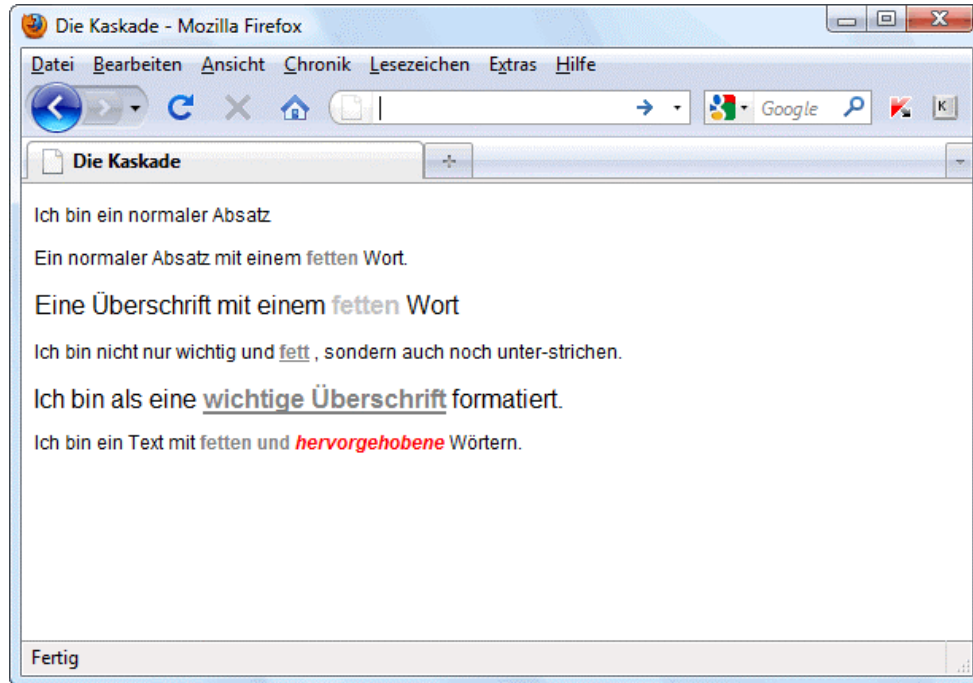 Die Kaskade - Mozilla Firefox
Datei Bearbeiten Ansicht Chronik Lesezeichen Extras Hilfe
Google K
Die Kaskade
Ich bin ein normaler Absatz
Ein normaler Absatz mit einem fetten Wort.
Eine Überschrift mit einem fetten Wort
Ich bin nicht nur wichtig und fett , sondern auch noch unter-strichen.
Ich bin als eine wichtige Überschrift formatiert.
Ich bin ein Text mit fetten und hervorgehobene Wörtern.
Fertig